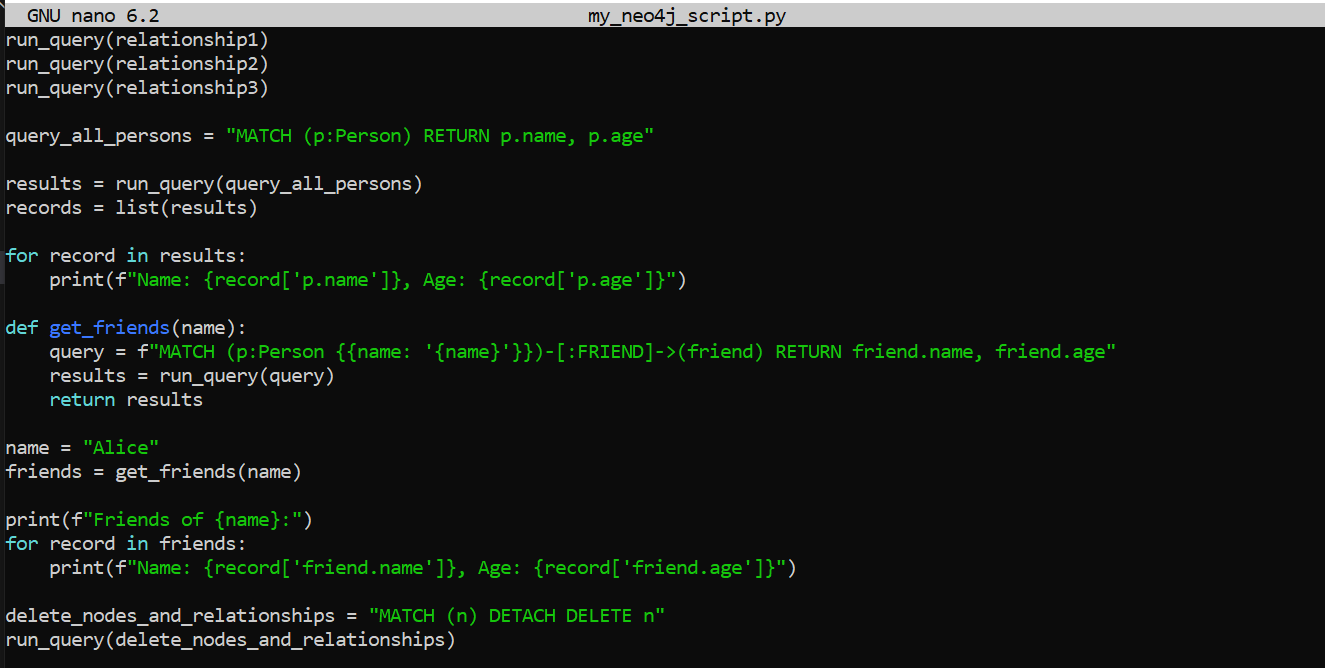 GNU nano 6.2 my_neo4j_script.py
run_query(relationship1)
run_query(relationship2)
run_query(relationship3)
query_all_persons = "MATCH (p:Person) RETURN p.name, p.age"
results = run_query(query_all_persons)
records = list(results)
for record in results:
    print(f"Name: {record['p.name']}, Age: {record['p.age']}")
def get_friends(name):
    query = f"MATCH (p:Person {{name: '{name}'}})-[:FRIEND]->(friend) RETURN friend.name, friend.age"
    results = run_query(query)
    return results
name = "Alice"
friends = get_friends(name)
print(f"Friends of {name}:")
for record in friends:
    print(f"Name: {record['friend.name']}, Age: {record['friend.age']}")
delete_nodes_and_relationships = "MATCH (n) DETACH DELETE n"
run_query(delete_nodes_and_relationships)